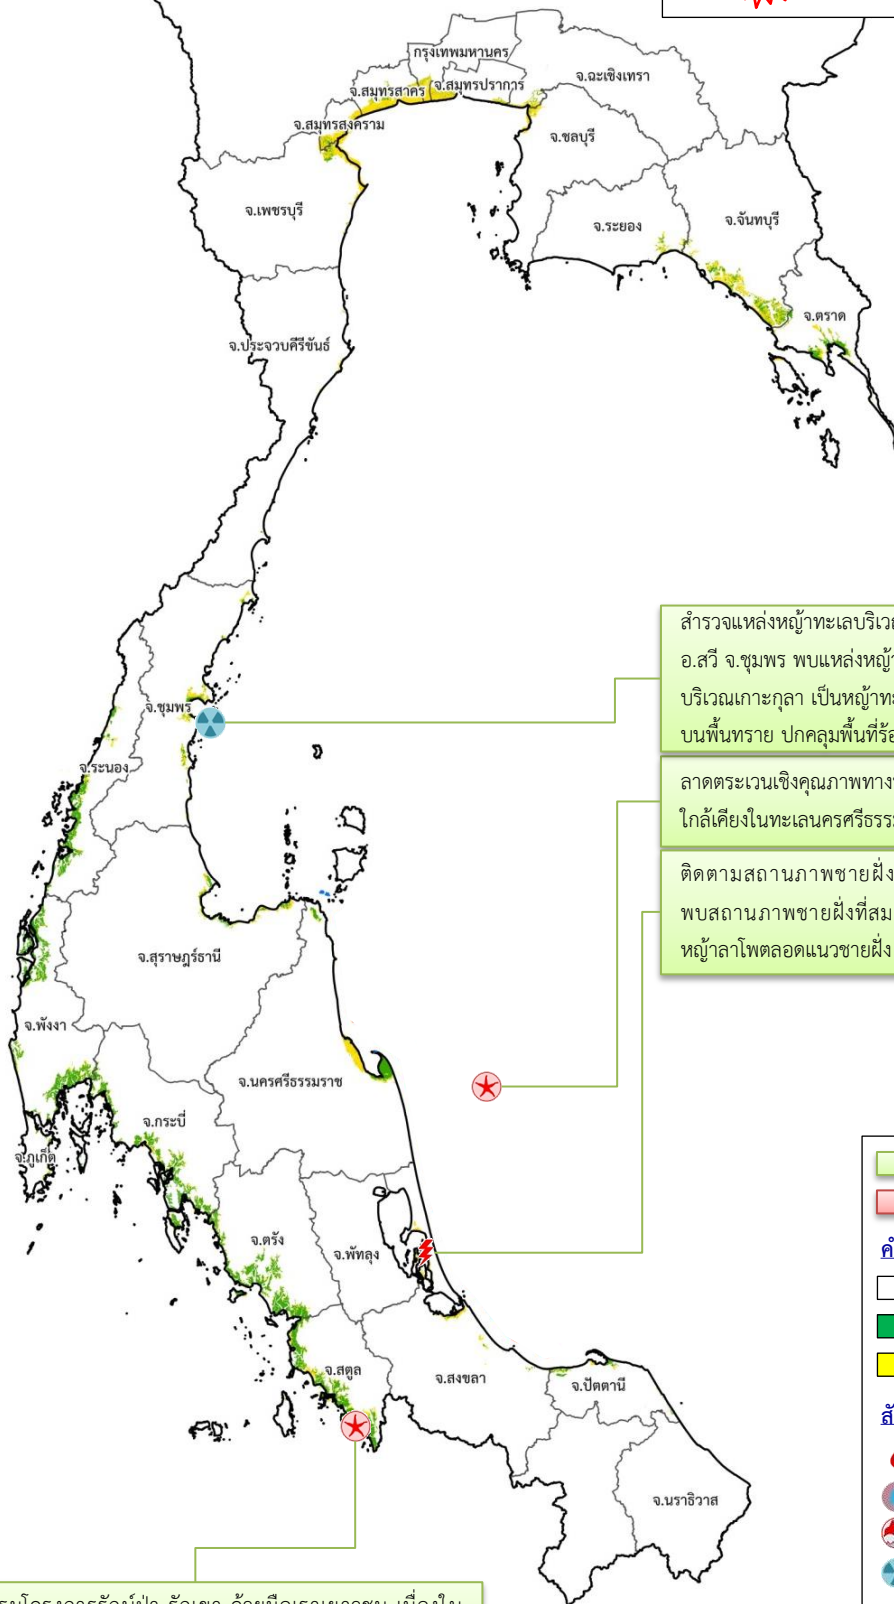 กรุงเทพมหานคร
จ.ฉะเชิงเทรา
จ.สมุทรสาคร
จ.สมุทรปราการ
จ.สมุทรสงคราม
จ.ชลบุรี
จ.เพชรบุรี
จ.ระยอง
จ.จันทบุรี
จ.ตราด
จ.ประจวบคีรีขันธ์
สำรวจแหล่งหญ้าทะเลบริเวณ
อ.สวี จ.ชุมพร พบแหล่งหญ้า
บริเวณเกาะกุลา เป็นหญ้าทะ
บนพื้นทราย ปกคลุมพื้นที่ร้อ
จ.ชุมพร
จ.ระนอง
ลาดตระเวนเชิงคุณภาพทาง
ใกล้เคียงในทะเลนครศรีธรร
ติดตามสถานภาพชายฝั่ง
พบสถานภาพชายฝั่งที่สม
หญ้าลาโพตลอดแนวชายฝั่ง
จ.สุราษฎร์ธานี
จ.พังงา
จ.นครศรีธรรมราช
จ.กระบี่
จ.ภูเก็ต
จ.ตรัง
จ.พัทลุง
จ.สตูล
จ.สงขลา
จ.ปัตตานี
จ.นราธิวาส